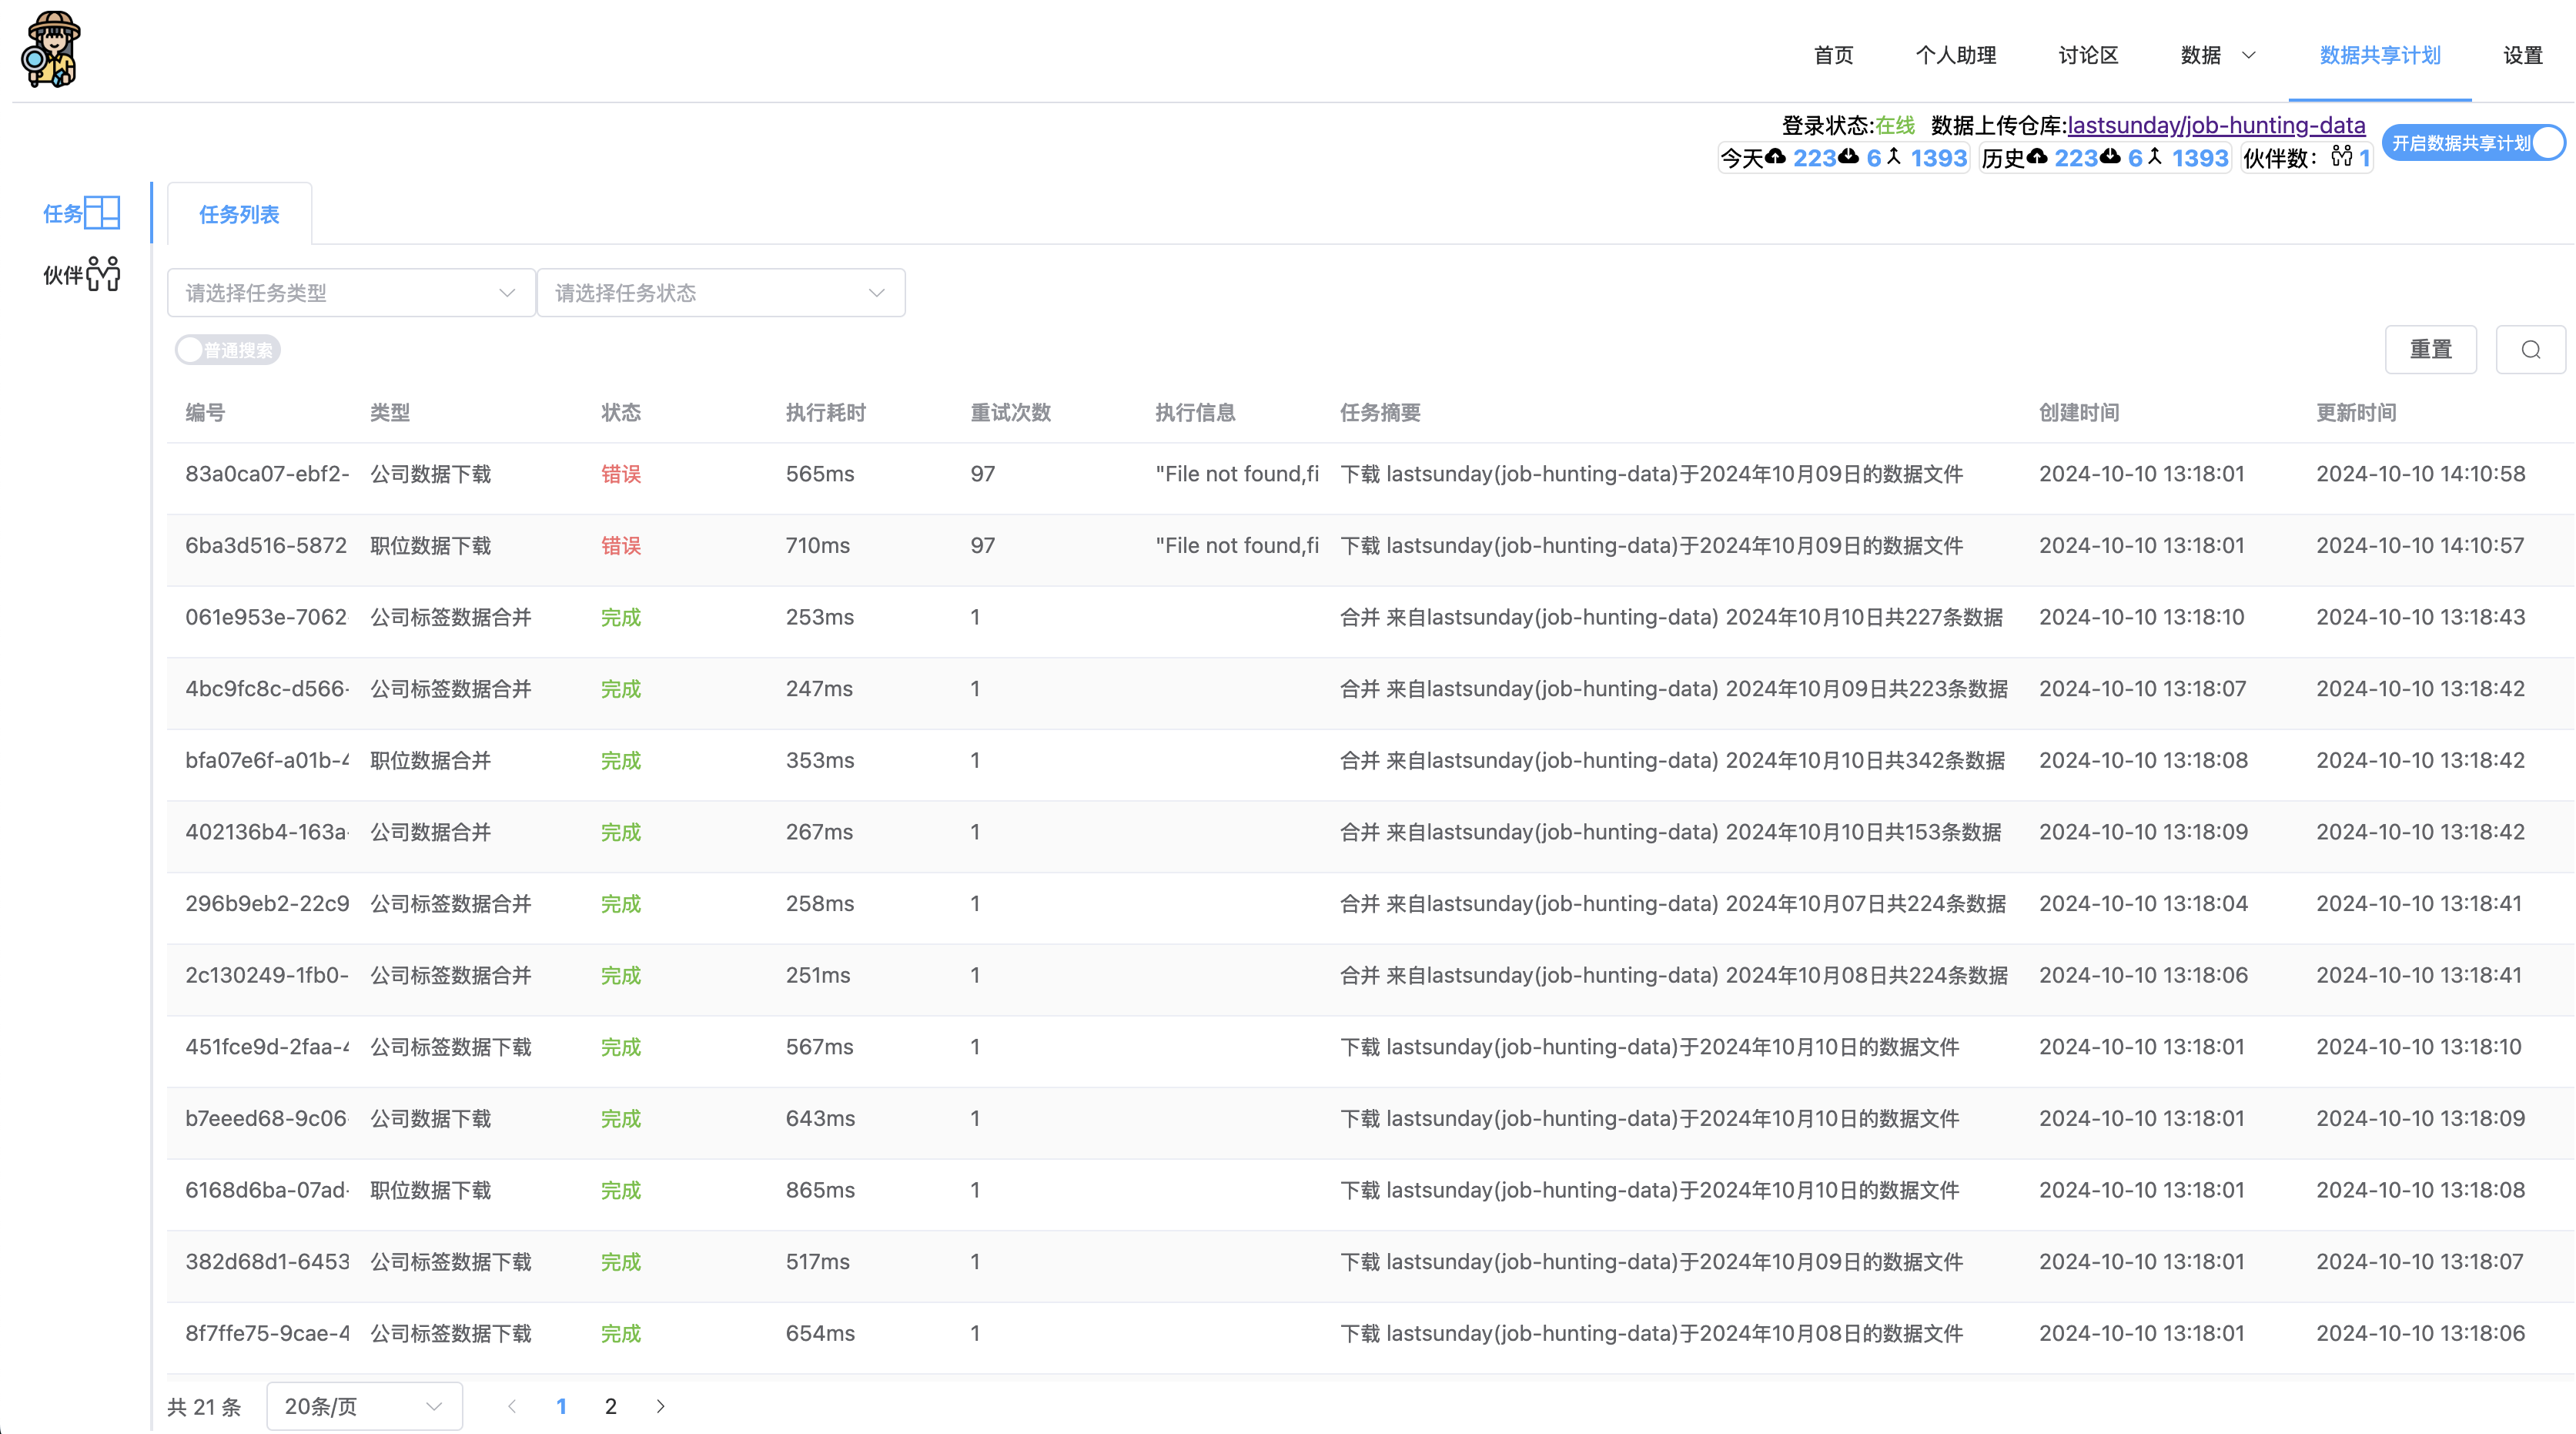 首页 个人助理 讨论区 数据 数据共享计划 设置
登录状态:在线 数据上传仓库:lastsunday/job-hunting-data
今天 223 6 1393 历史 223 6 1393 伙伴数： 1
开启数据共享计划
任务
伙伴
任务列表
请选择任务类型 请选择任务状态
普通搜索 重置
编号 类型 状态 执行耗时 重试次数 执行信息 任务摘要 创建时间 更新时间
83a0ca07-ebf2- 公司数据下载 错误 565ms 97 "File not found,fi 下载 lastsunday(job-hunting-data)于2024年10月09日的数据文件 2024-10-10 13:18:01 2024-10-10 14:10:58
6ba3d516-5872 职位数据下载 错误 710ms 97 "File not found,fi 下载 lastsunday(job-hunting-data)于2024年10月09日的数据文件 2024-10-10 13:18:01 2024-10-10 14:10:57
061e953e-7062 公司标签数据合并 完成 253ms 1 合并 来自lastsunday(job-hunting-data) 2024年10月10日共227条数据 2024-10-10 13:18:10 2024-10-10 13:18:43
4bc9fc8c-d566- 公司标签数据合并 完成 247ms 1 合并 来自lastsunday(job-hunting-data) 2024年10月09日共223条数据 2024-10-10 13:18:07 2024-10-10 13:18:42
bfa07e6f-a01b-4 职位数据合并 完成 353ms 1 合并 来自lastsunday(job-hunting-data) 2024年10月10日共342条数据 2024-10-10 13:18:08 2024-10-10 13:18:42
402136b4-163a- 公司数据合并 完成 267ms 1 合并 来自lastsunday(job-hunting-data) 2024年10月10日共153条数据 2024-10-10 13:18:09 2024-10-10 13:18:42
296b9eb2-22c9 公司标签数据合并 完成 258ms 1 合并 来自lastsunday(job-hunting-data) 2024年10月07日共224条数据 2024-10-10 13:18:04 2024-10-10 13:18:41
2c130249-1fb0- 公司标签数据合并 完成 251ms 1 合并 来自lastsunday(job-hunting-data) 2024年10月08日共224条数据 2024-10-10 13:18:06 2024-10-10 13:18:41
451fce9d-2faa-4 公司标签数据下载 完成 567ms 1 下载 lastsunday(job-hunting-data)于2024年10月10日的数据文件 2024-10-10 13:18:01 2024-10-10 13:18:10
b7eeed68-9c06 公司数据下载 完成 643ms 1 下载 lastsunday(job-hunting-data)于2024年10月10日的数据文件 2024-10-10 13:18:01 2024-10-10 13:18:09
6168d6ba-07ad- 职位数据下载 完成 865ms 1 下载 lastsunday(job-hunting-data)于2024年10月10日的数据文件 2024-10-10 13:18:01 2024-10-10 13:18:08
382d68d1-6453 公司标签数据下载 完成 517ms 1 下载 lastsunday(job-hunting-data)于2024年10月09日的数据文件 2024-10-10 13:18:01 2024-10-10 13:18:07
8f7ffe75-9cae-4 公司标签数据下载 完成 654ms 1 下载 lastsunday(job-hunting-data)于2024年10月08日的数据文件 2024-10-10 13:18:01 2024-10-10 13:18:06
共 21 条 20条/页 1 2